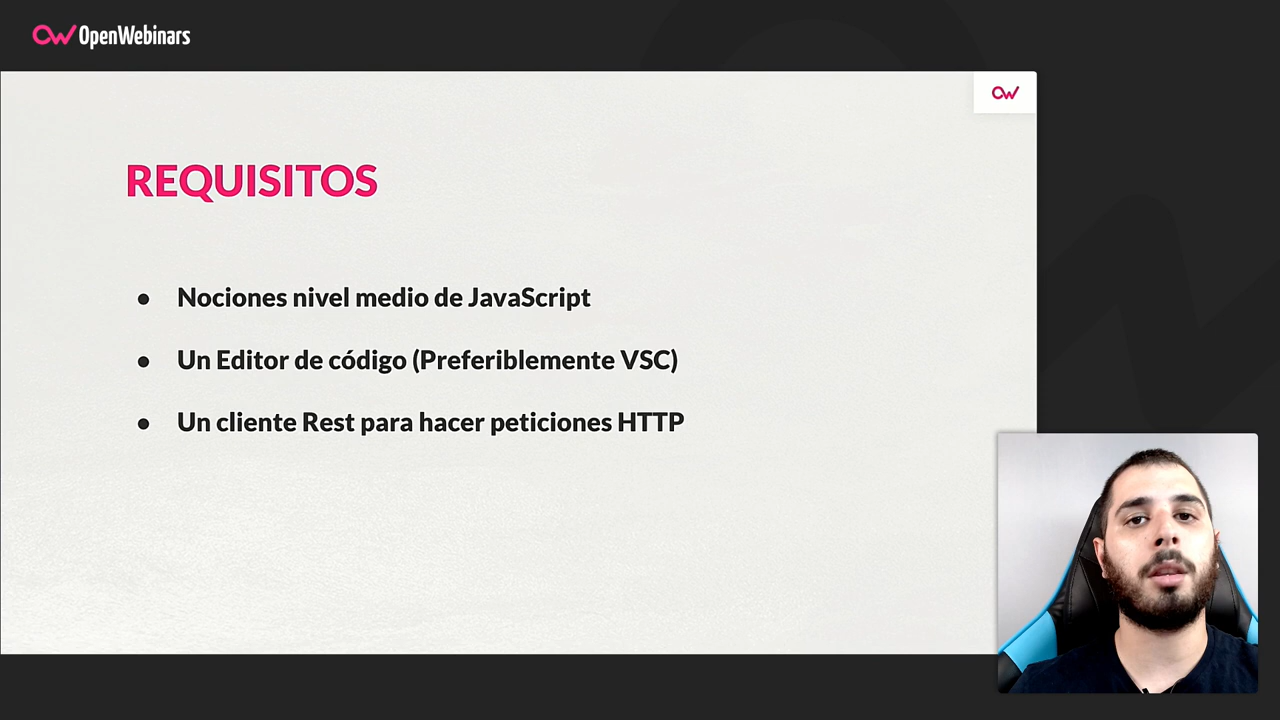 OpenWebinars
REQUISITOS
● Nociones nivel medio de JavaScript
● Un Editor de código (Preferiblemente VSC)
● Un cliente Rest para hacer peticiones HTTP